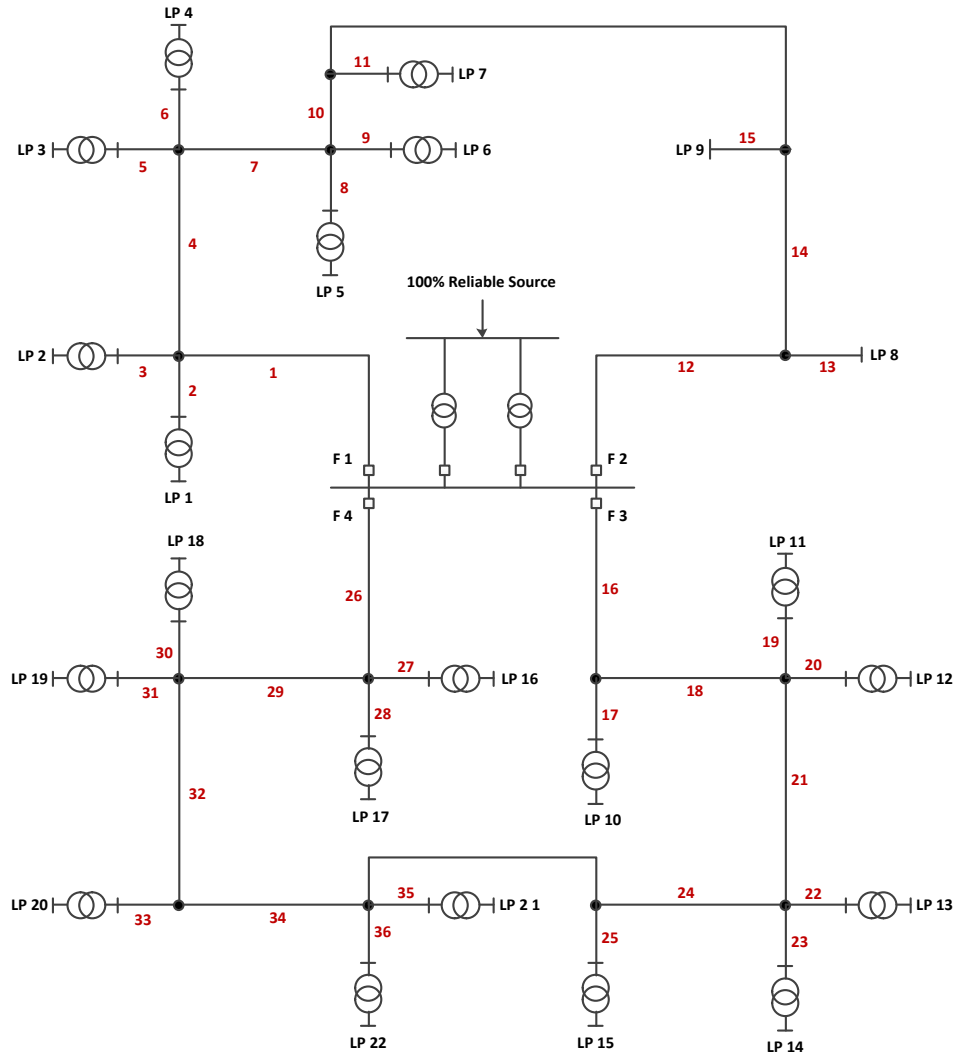 LP 4
11
LP 7
6
10
LP 3
9
LP 6
LP 9
15
5
7
8
4
14
LP 5
100% Reliable Source
LP 2
LP 8
3
1
12
13
2
F 1
F 2
LP 1
F 4
F 3
LP 18
LP 11
26
16
19
30
27
20
LP 19
LP 16
LP 12
31
29
18
28
17
32
21
LP 17
LP 10
35
24
22
LP 20
LP 2 1
LP 13
33
34
36
25
23
LP 22
LP 15
LP 14